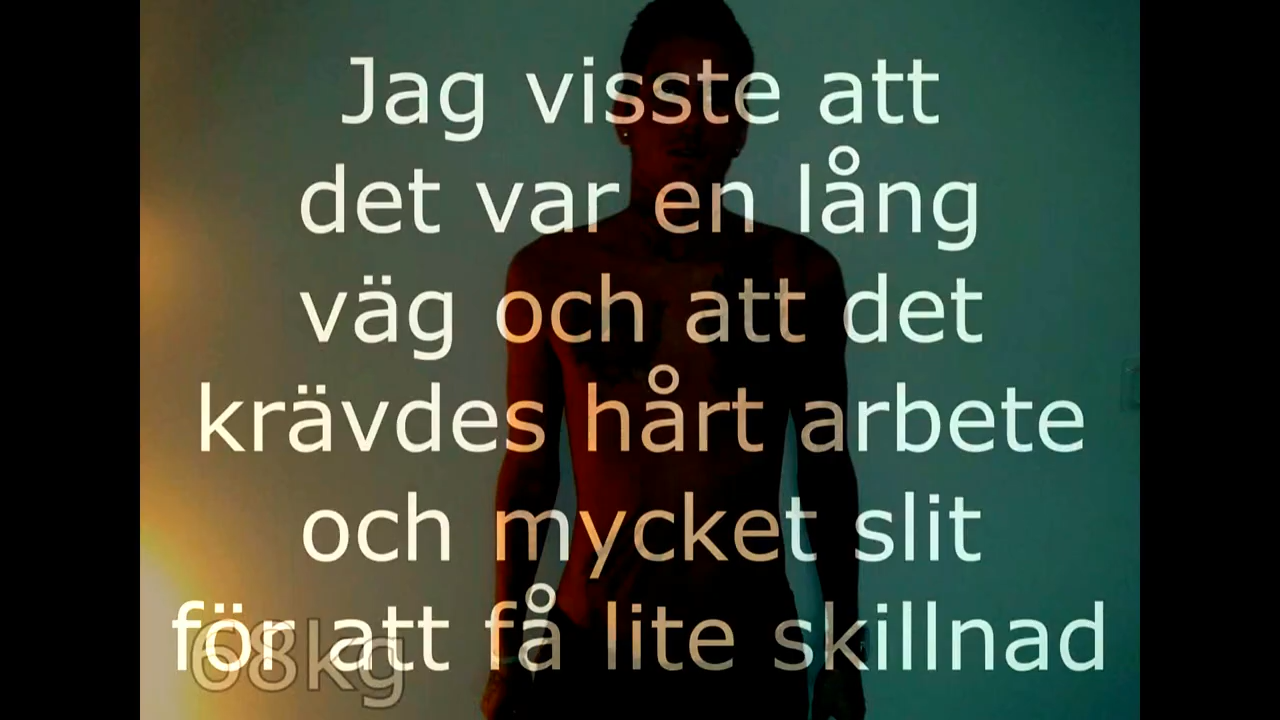 Jag visste att
det var en lång
väg och att det
krävdes hårt arbete
och mycket slit
för att få lite skillnad
68kg